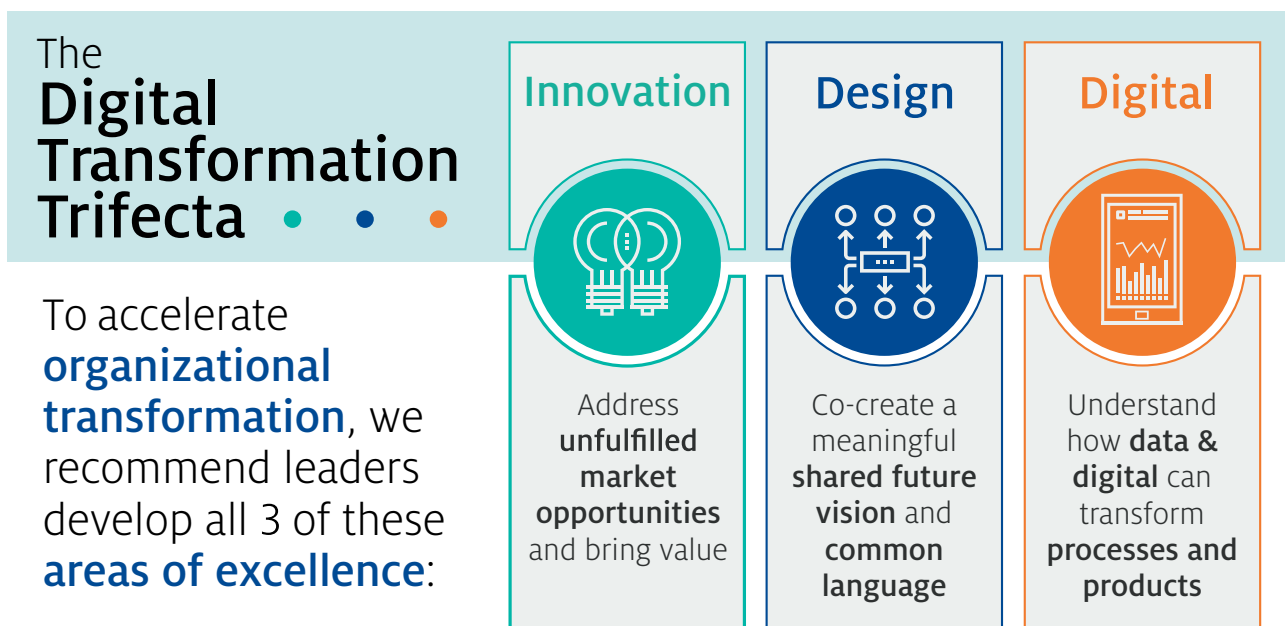 The
Digital
Transformation
Trifecta
To accelerate
organizational
transformation, we
recommend leaders
develop all 3 of these
areas of excellence:
Innovation
Address
unfulfilled
market
opportunities
and bring value
Design
Co-create a
meaningful
shared future
vision and
common
language
Digital
Understand
how data &
digital can
transform
processes and
products